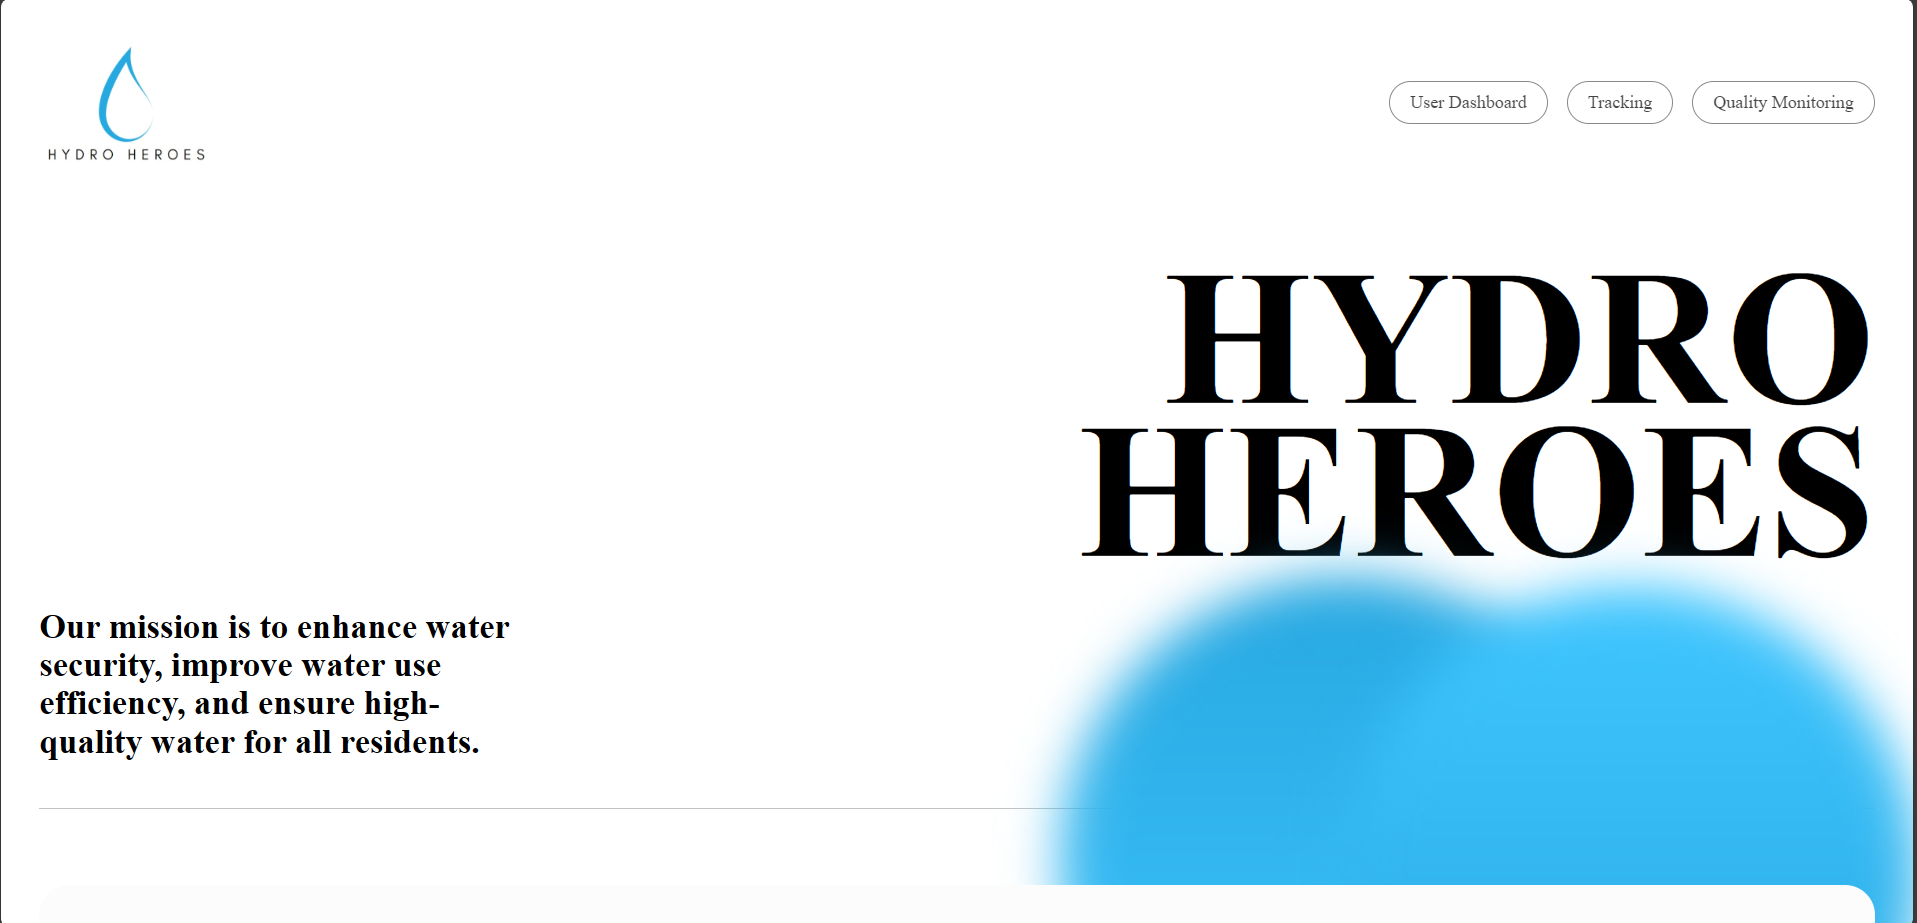 HYDRO HEROES
User Dashboard
Tracking
Quality Monitoring
HYDRO
HEROES
Our mission is to enhance water
security, improve water use
efficiency, and ensure high-
quality water for all residents.